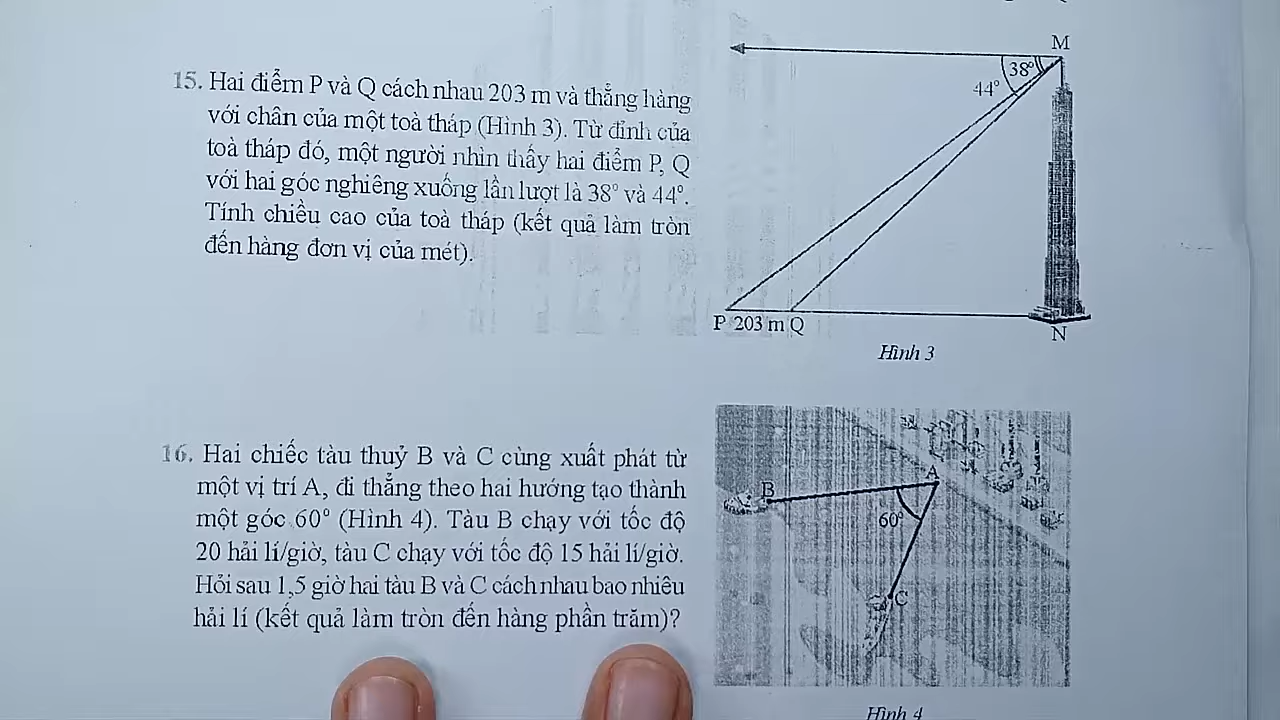 15. Hai điểm P và Q cách nhau 203 m và thẳng hàng
với chân của một toà tháp (Hình 3). Từ đỉnh của
toà tháp đó, một người nhìn thấy hai điểm P, Q
với hai góc nghiêng xuống lần lượt là 38° và 44°.
Tính chiều cao của toà tháp (kết quả làm tròn
đến hàng đơn vị của mét).
M
38°
44°
P 203 m Q
N
Hình 3
16. Hai chiếc tàu thuỷ B và C cùng xuất phát từ
một vị trí A, đi thẳng theo hai hướng tạo thành
một góc 60° (Hình 4). Tàu B chạy với tốc độ
20 hải lí/giờ, tàu C chạy với tốc độ 15 hải lí/giờ.
Hỏi sau 1,5 giờ hai tàu B và C cách nhau bao nhiêu
hải lí (kết quả làm tròn đến hàng phần trăm)?
A
B
60°
C
Hình 4